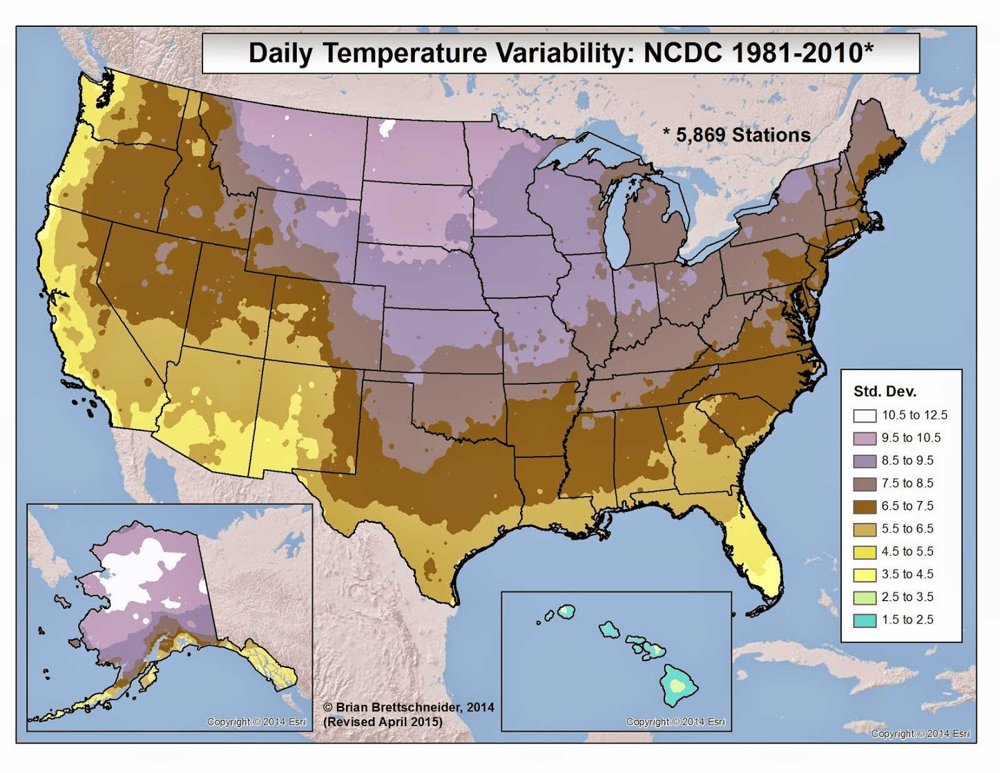 Daily Temperature Variability: NCDC 1981-2010*
* 5,869 Stations
Std. Dev.
10.5 to 12.5
9.5 to 10.5
8.5 to 9.5
7.5 to 8.5
6.5 to 7.5
5.5 to 6.5
4.5 to 5.5
3.5 to 4.5
2.5 to 3.5
1.5 to 2.5
© Brian Brettschneider, 2014
(Revised April 2015)
Copyright:© 2014 Esri
Copyright:© 2014 Esri
Copyright:© 2014 Esri